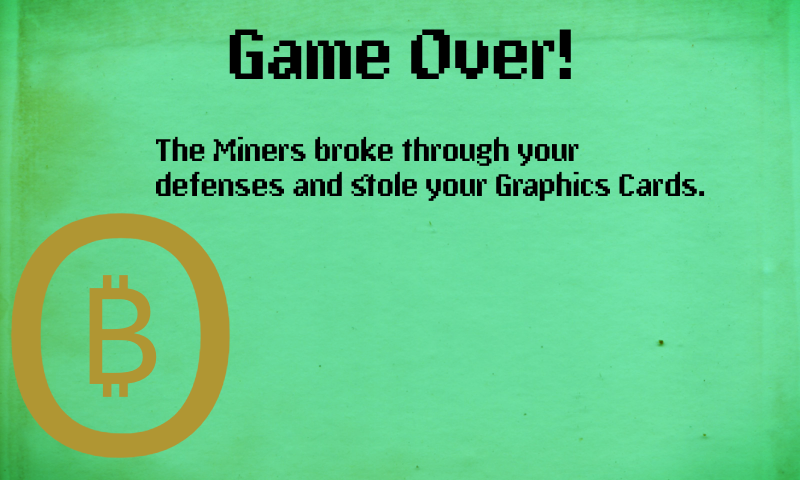 Game Over!
The Miners broke through your
defenses and stole your Graphics Cards.
₿